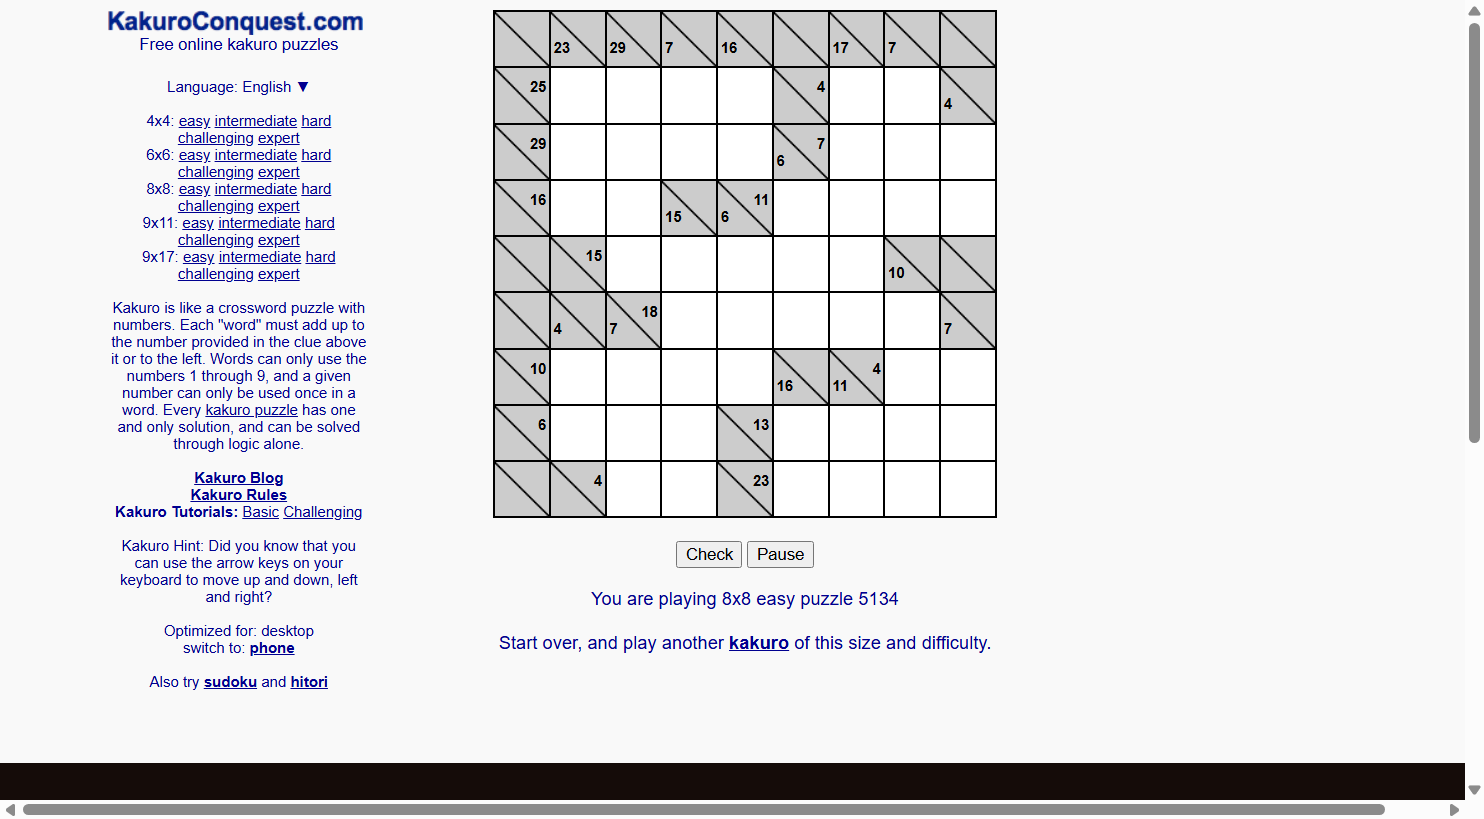 KakuroConquest.com
Free online kakuro puzzles
Language: English ▼
4x4: easy intermediate hard
challenging expert
6x6: easy intermediate hard
challenging expert
8x8: easy intermediate hard
challenging expert
9x11: easy intermediate hard
challenging expert
9x17: easy intermediate hard
challenging expert
Kakuro is like a crossword puzzle with
numbers. Each "word" must add up to
the number provided in the clue above
it or to the left. Words can only use the
numbers 1 through 9, and a given
number can only be used once in a
word. Every kakuro puzzle has one
and only solution, and can be solved
through logic alone.
Kakuro Blog
Kakuro Rules
Kakuro Tutorials: Basic Challenging
Kakuro Hint: Did you know that you
can use the arrow keys on your
keyboard to move up and down, left
and right?
Optimized for: desktop
switch to: phone
Also try sudoku and hitori
23 29 7 16 17 7
25 4 4
29 6 7
16 15 6 11
15 10
4 7 18 7
10 16 11 4
6 13
4 23
Check Pause
You are playing 8x8 easy puzzle 5134
Start over, and play another kakuro of this size and difficulty.